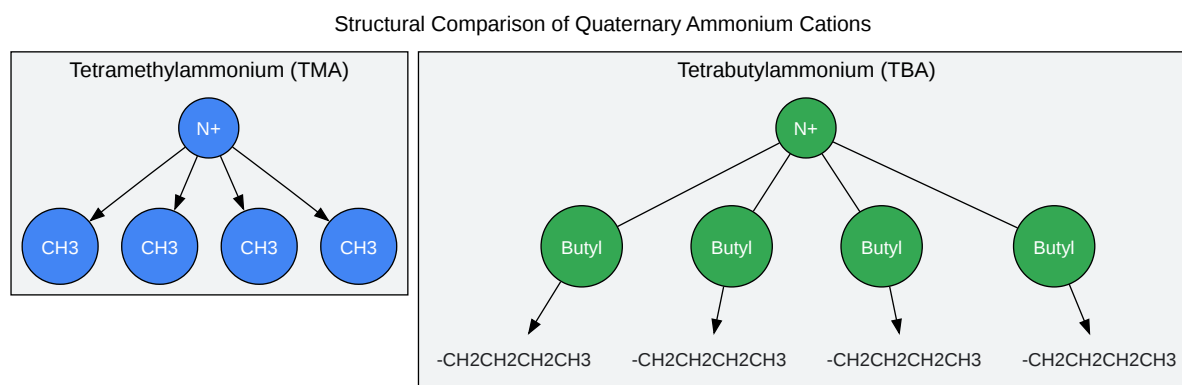 Structural Comparison of Quaternary Ammonium Cations
Tetramethylammonium (TMA)
N+
CH3 CH3 CH3 CH3
Tetrabutylammonium (TBA)
N+
Butyl Butyl Butyl Butyl
-CH2CH2CH2CH3 -CH2CH2CH2CH3 -CH2CH2CH2CH3 -CH2CH2CH2CH3